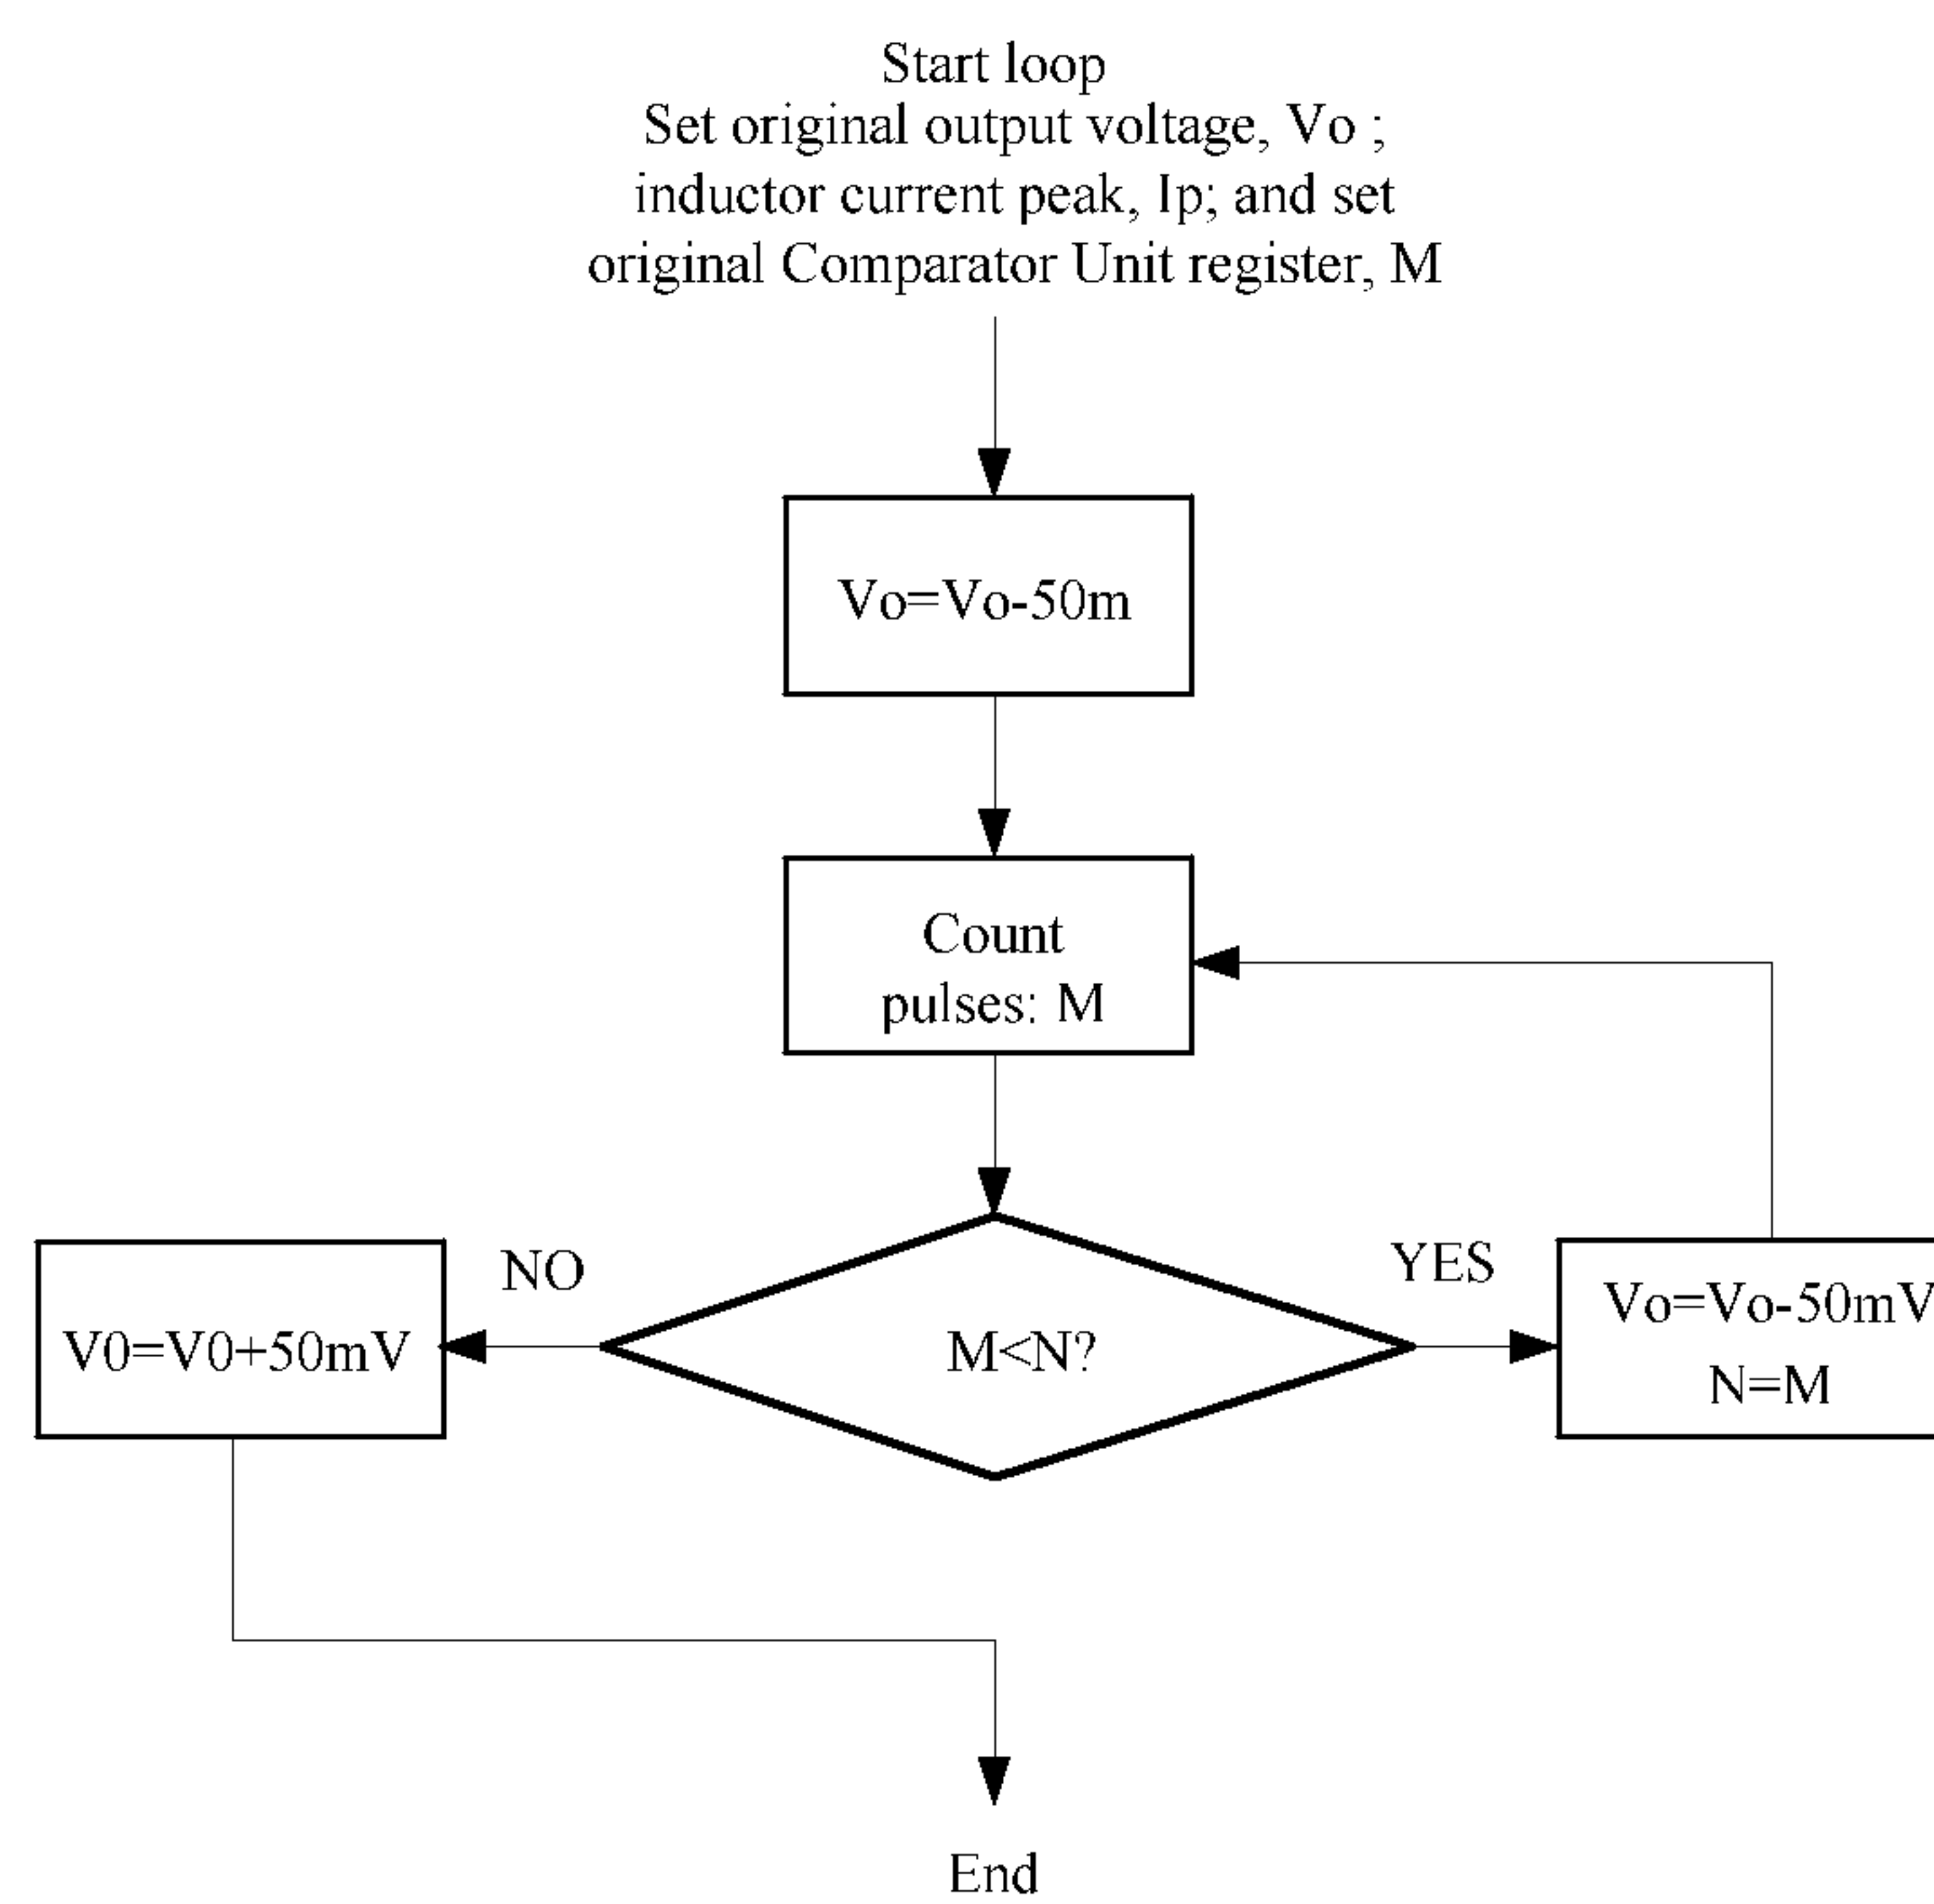 Start loop
Set original output voltage, Vo ;
inductor current peak, Ip; and set
original Comparator Unit register, M
Vo=Vo-50m
Count
pulses: M
NO
YES
V0=V0+50mV
M<N?
Vo=Vo-50mV
N=M
End